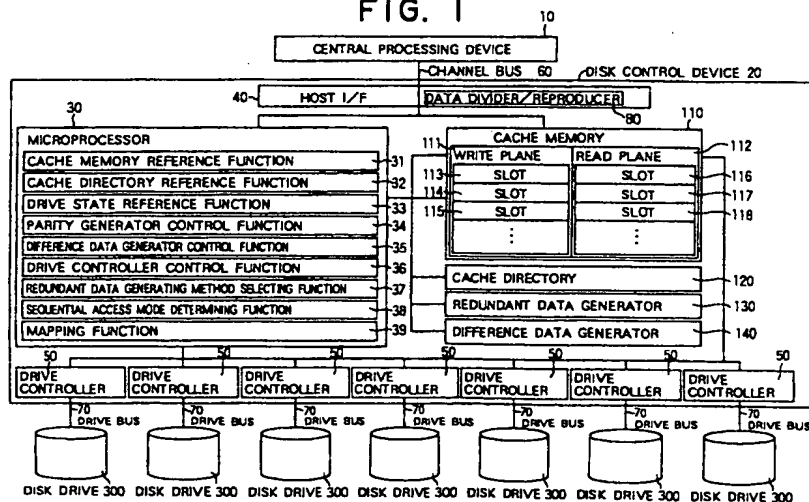 FIG. 1
10
CENTRAL PROCESSING DEVICE
CHANNEL BUS 60
DISK CONTROL DEVICE 20
40
HOST I/F
DATA DIVIDER/REPRODUCER
80
30
MICROPROCESSOR
CACHE MEMORY REFERENCE FUNCTION 31
CACHE DIRECTORY REFERENCE FUNCTION 32
DRIVE STATE REFERENCE FUNCTION 33
PARITY GENERATOR CONTROL FUNCTION 34
DIFFERENCE DATA GENERATOR CONTROL FUNCTION 35
DRIVE CONTROLLER CONTROL FUNCTION 36
REDUNDANT DATA GENERATING METHOD SELECTING FUNCTION 37
SEQUENTIAL ACCESS MODE DETERMINING FUNCTION 38
MAPPING FUNCTION 39
110
CACHE MEMORY
111 112
WRITE PLANE READ PLANE
113 SLOT SLOT 116
114 SLOT SLOT 117
115 SLOT SLOT 118
⋮ ⋮
CACHE DIRECTORY 120
REDUNDANT DATA GENERATOR 130
DIFFERENCE DATA GENERATOR 140
50 50 50 50 50 50 50
DRIVE CONTROLLER DRIVE CONTROLLER DRIVE CONTROLLER DRIVE CONTROLLER DRIVE CONTROLLER DRIVE CONTROLLER DRIVE CONTROLLER
70 70 70 70 70 70 70
DRIVE BUS DRIVE BUS DRIVE BUS DRIVE BUS DRIVE BUS DRIVE BUS DRIVE BUS
DISK DRIVE 300 DISK DRIVE 300 DISK DRIVE 300 DISK DRIVE 300 DISK DRIVE 300 DISK DRIVE 300 DISK DRIVE 300